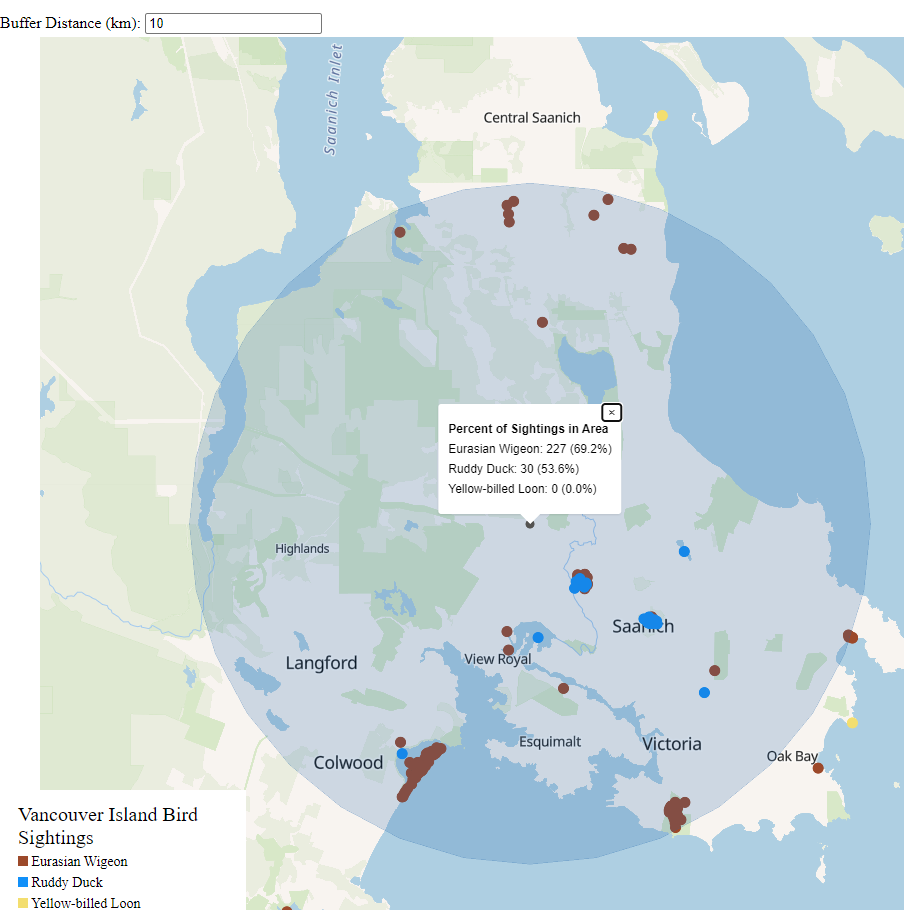 Buffer Distance (km): 10
Saanich Inlet
Central Saanich
×
Percent of Sightings in Area
Eurasian Wigeon: 227 (69.2%)
Ruddy Duck: 30 (53.6%)
Yellow-billed Loon: 0 (0.0%)
Highlands
Saanich
View Royal
Langford
Esquimalt
Victoria
Oak Bay
Colwood
Vancouver Island Bird
Sightings
Eurasian Wigeon
Ruddy Duck
Yellow-billed Loon